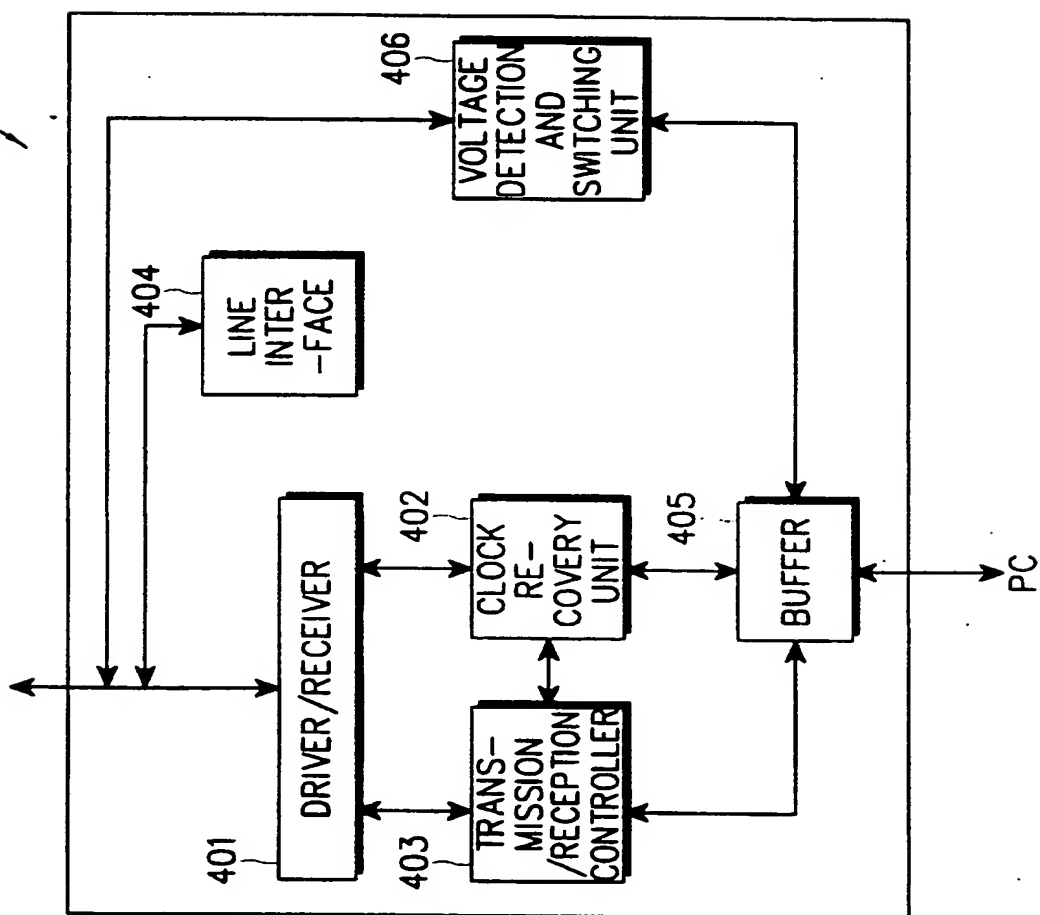 401
DRIVER/RECEIVER
404
LINE
INTER
-FACE
406
VOLTAGE
DETECTION
AND
SWITCHING
UNIT
403
TRANS-
MISSION
/RECEPTION
CONTROLLER
402
CLOCK
RE-
COVERY
UNIT
405
BUFFER
PC